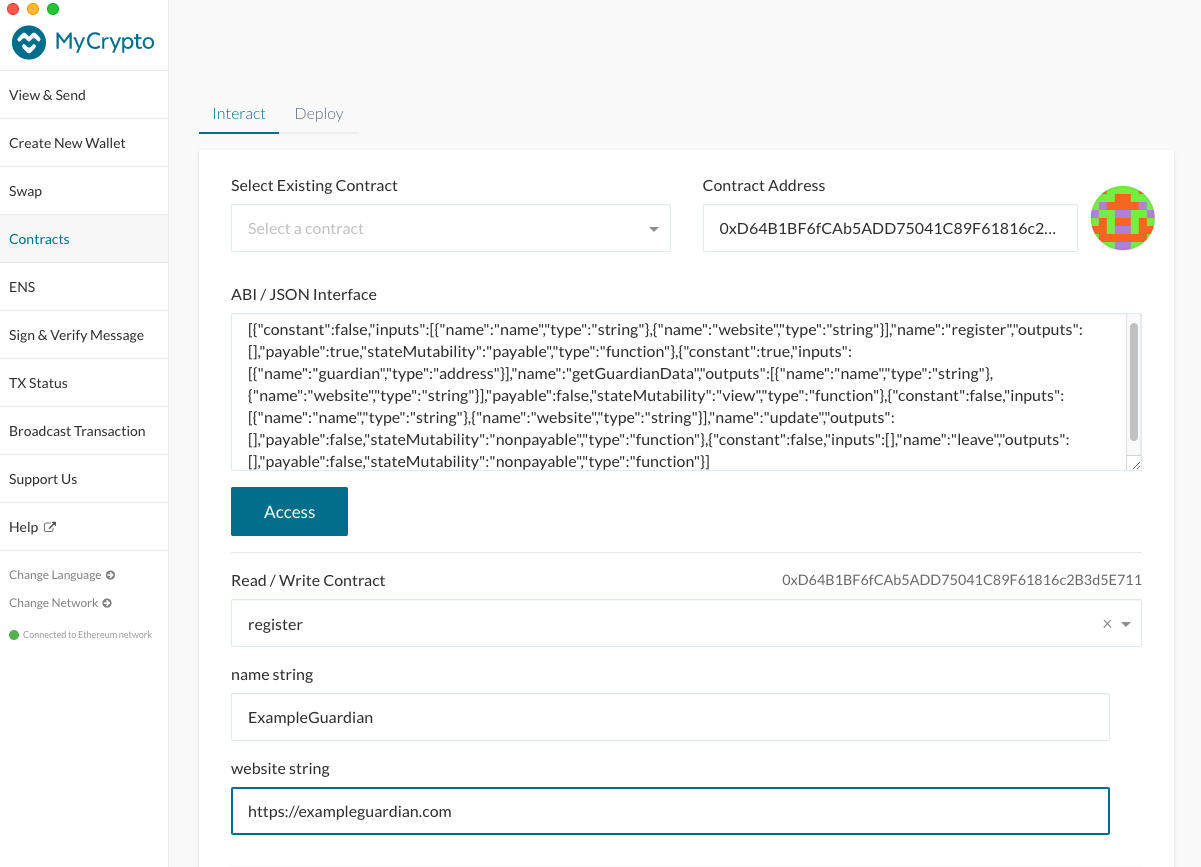 MyCrypto
View & Send
Create New Wallet
Swap
Contracts
ENS
Sign & Verify Message
TX Status
Broadcast Transaction
Support Us
Help
Change Language
Change Network
Connected to Ethereum network
Interact
Deploy
Select Existing Contract
Select a contract
Contract Address
0xD64B1BF6fCAb5ADD75041C89F61816c2...
ABI / JSON Interface
[{"constant":false,"inputs":[{"name":"name","type":"string"},{"name":"website","type":"string"}],"name":"register","outputs":
[],"payable":true,"stateMutability":"payable","type":"function"},{"constant":true,"inputs":
[{"name":"guardian","type":"address"}],"name":"getGuardianData","outputs":[{"name":"name","type":"string"},
{"name":"website","type":"string"}],"payable":false,"stateMutability":"view","type":"function"},{"constant":false,"inputs":
[{"name":"name","type":"string"},{"name":"website","type":"string"}],"name":"update","outputs":
[],"payable":false,"stateMutability":"nonpayable","type":"function"},{"constant":false,"inputs":[],"name":"leave","outputs":
[],"payable":false,"stateMutability":"nonpayable","type":"function"}]
Access
Read / Write Contract
0xD64B1BF6fCAb5ADD75041C89F61816c2B3d5E711
register
name string
ExampleGuardian
website string
https://exampleguardian.com